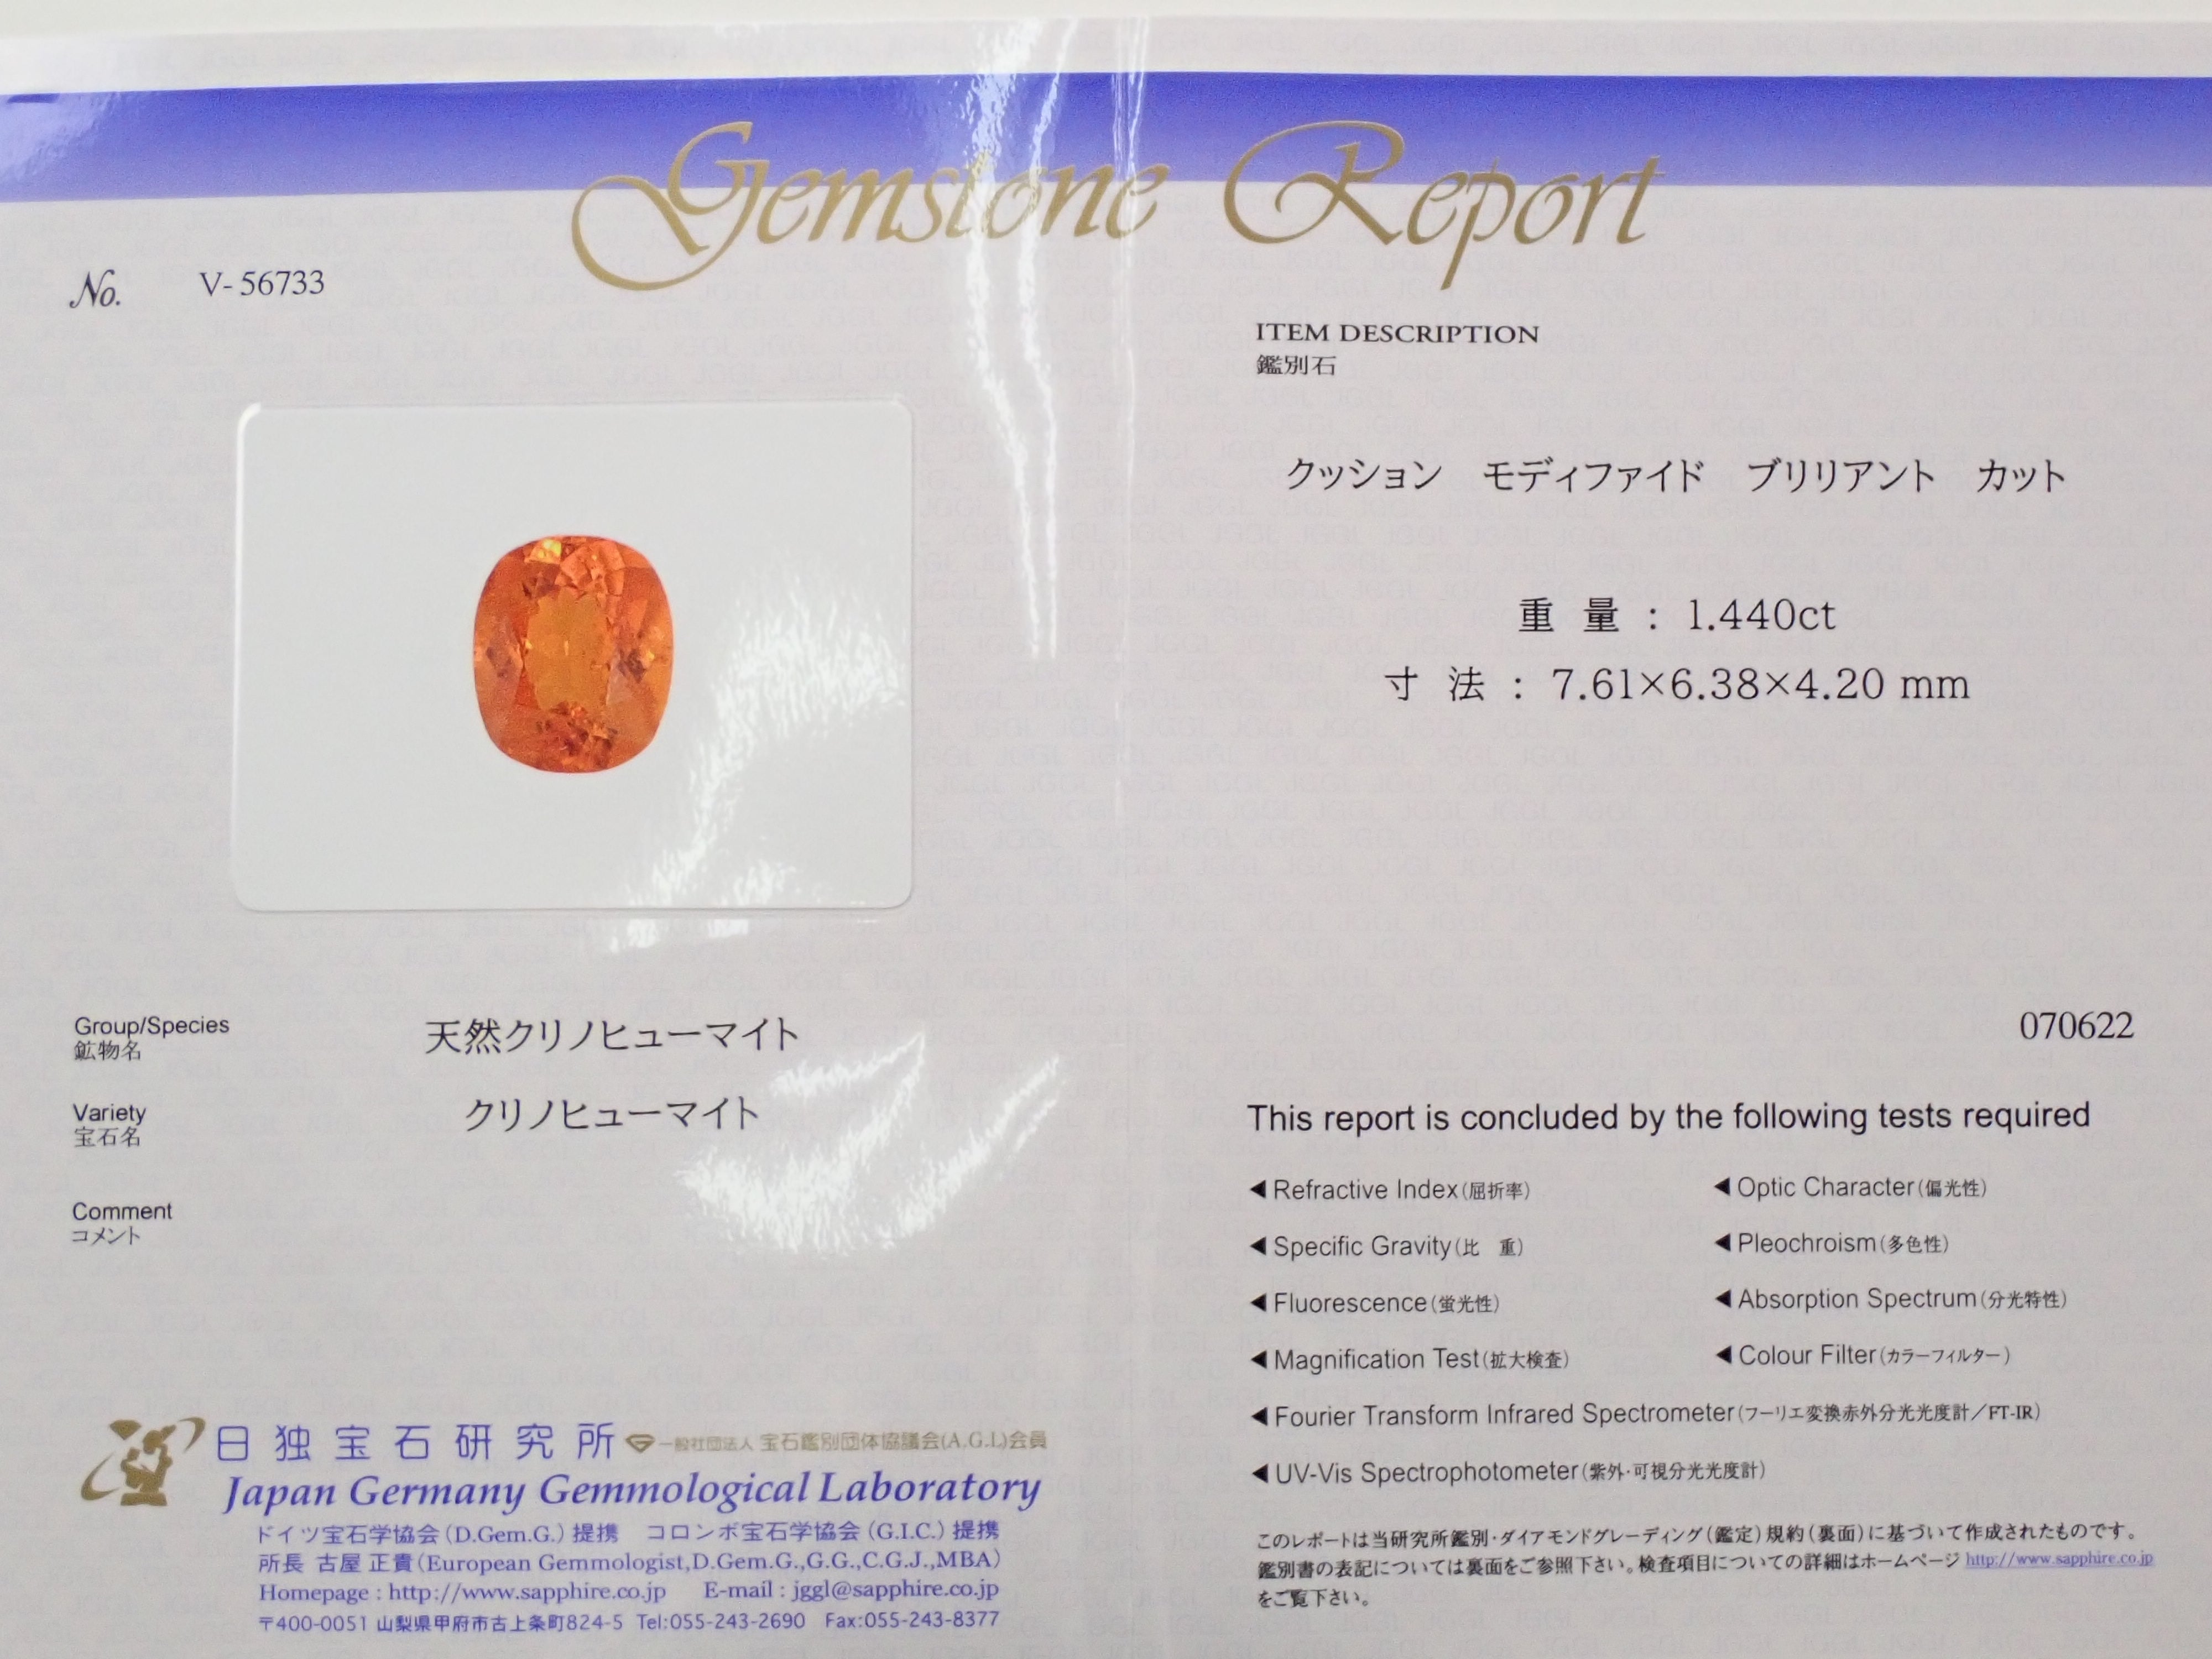 Gemstone Report
No. V-56733
ITEM DESCRIPTION
鑑別石
クッション　モディファイド　ブリリアント　カット
重 量 : 1.440ct
寸 法 : 7.61×6.38×4.20 mm
Group/Species
鉱物名
天然クリノヒューマイト
Variety
宝石名
クリノヒューマイト
Comment
コメント
070622
This report is concluded by the following tests required
◀Refractive Index(屈折率)
◀Optic Character(偏光性)
◀Specific Gravity(比　重)
◀Pleochroism(多色性)
◀Fluorescence(蛍光性)
◀Absorption Spectrum(分光特性)
◀Magnification Test(拡大検査)
◀Colour Filter(カラーフィルター)
◀Fourier Transform Infrared Spectrometer(フーリエ変換赤外分光光度計/FT-IR)
◀UV-Vis Spectrophotometer(紫外·可視分光光度計)
日独宝石研究所 一般社団法人 宝石鑑別団体協議会(A.G.L)会員
Japan Germany Gemmological Laboratory
ドイツ宝石学協会(D.Gem.G.)提携　コロンボ宝石学協会(G.I.C.)提携
所長 古屋 正貴(European Gemmologist,D.Gem.G.,G.G.,C.G.J.,MBA)
Homepage : http://www.sapphire.co.jp E-mail : jggl@sapphire.co.jp
〒400-0051 山梨県甲府市古上条町824-5 Tel:055-243-2690 Fax:055-243-8377
このレポートは当研究所鑑別·ダイアモンドグレーディング(鑑定)規約(裏面)に基づいて作成されたものです。
鑑別書の表記については裏面をご参照下さい。検査項目についての詳細はホームページ http://www.sapphire.co.jp
をご覧下さい。